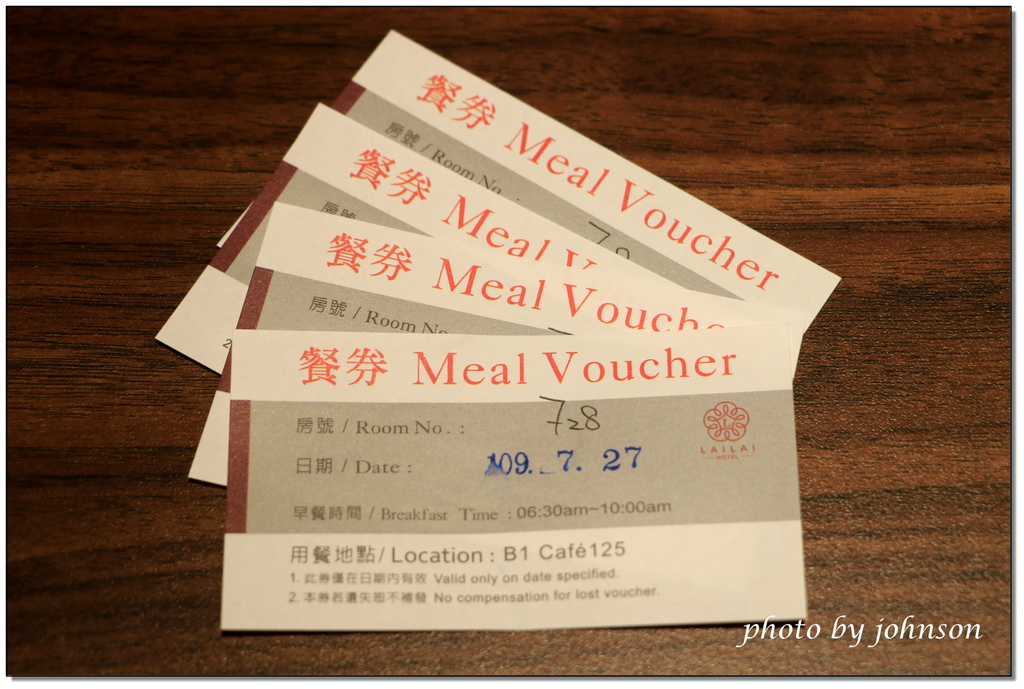 餐券 Meal Voucher
房號 / Room No. :
餐券 Meal V
房號
餐券 Meal Vouche
房號 / Room No.
餐券 Meal Voucher
房號 / Room No. : 728
日期 / Date : 109. 7. 27
LAILAI
HOTEL
早餐時間 / Breakfast Time : 06:30am~10:00am
用餐地點 / Location : B1 Café125
1. 此券僅在日期內有效 Valid only on date specified.
2. 本券若遺失恕不補發 No compensation for lost voucher.
photo by johnson